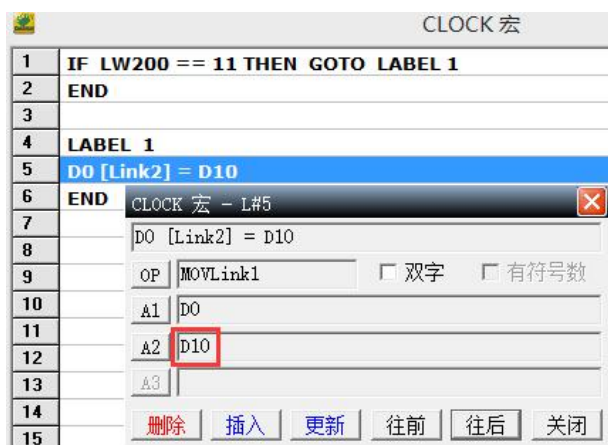 CLOCK 宏
1 IF LW200 == 11 THEN GOTO LABEL 1
2 END
3
4 LABEL 1
5 D0 [Link2] = D10
6 END
7
8
9
10
11
12
13
14
15
CLOCK 宏 - L#5
D0 [Link2] = D10
OP MOVLink1 双字 有符号数
A1 D0
A2 D10
A3
删除 插入 更新 往前 往后 关闭